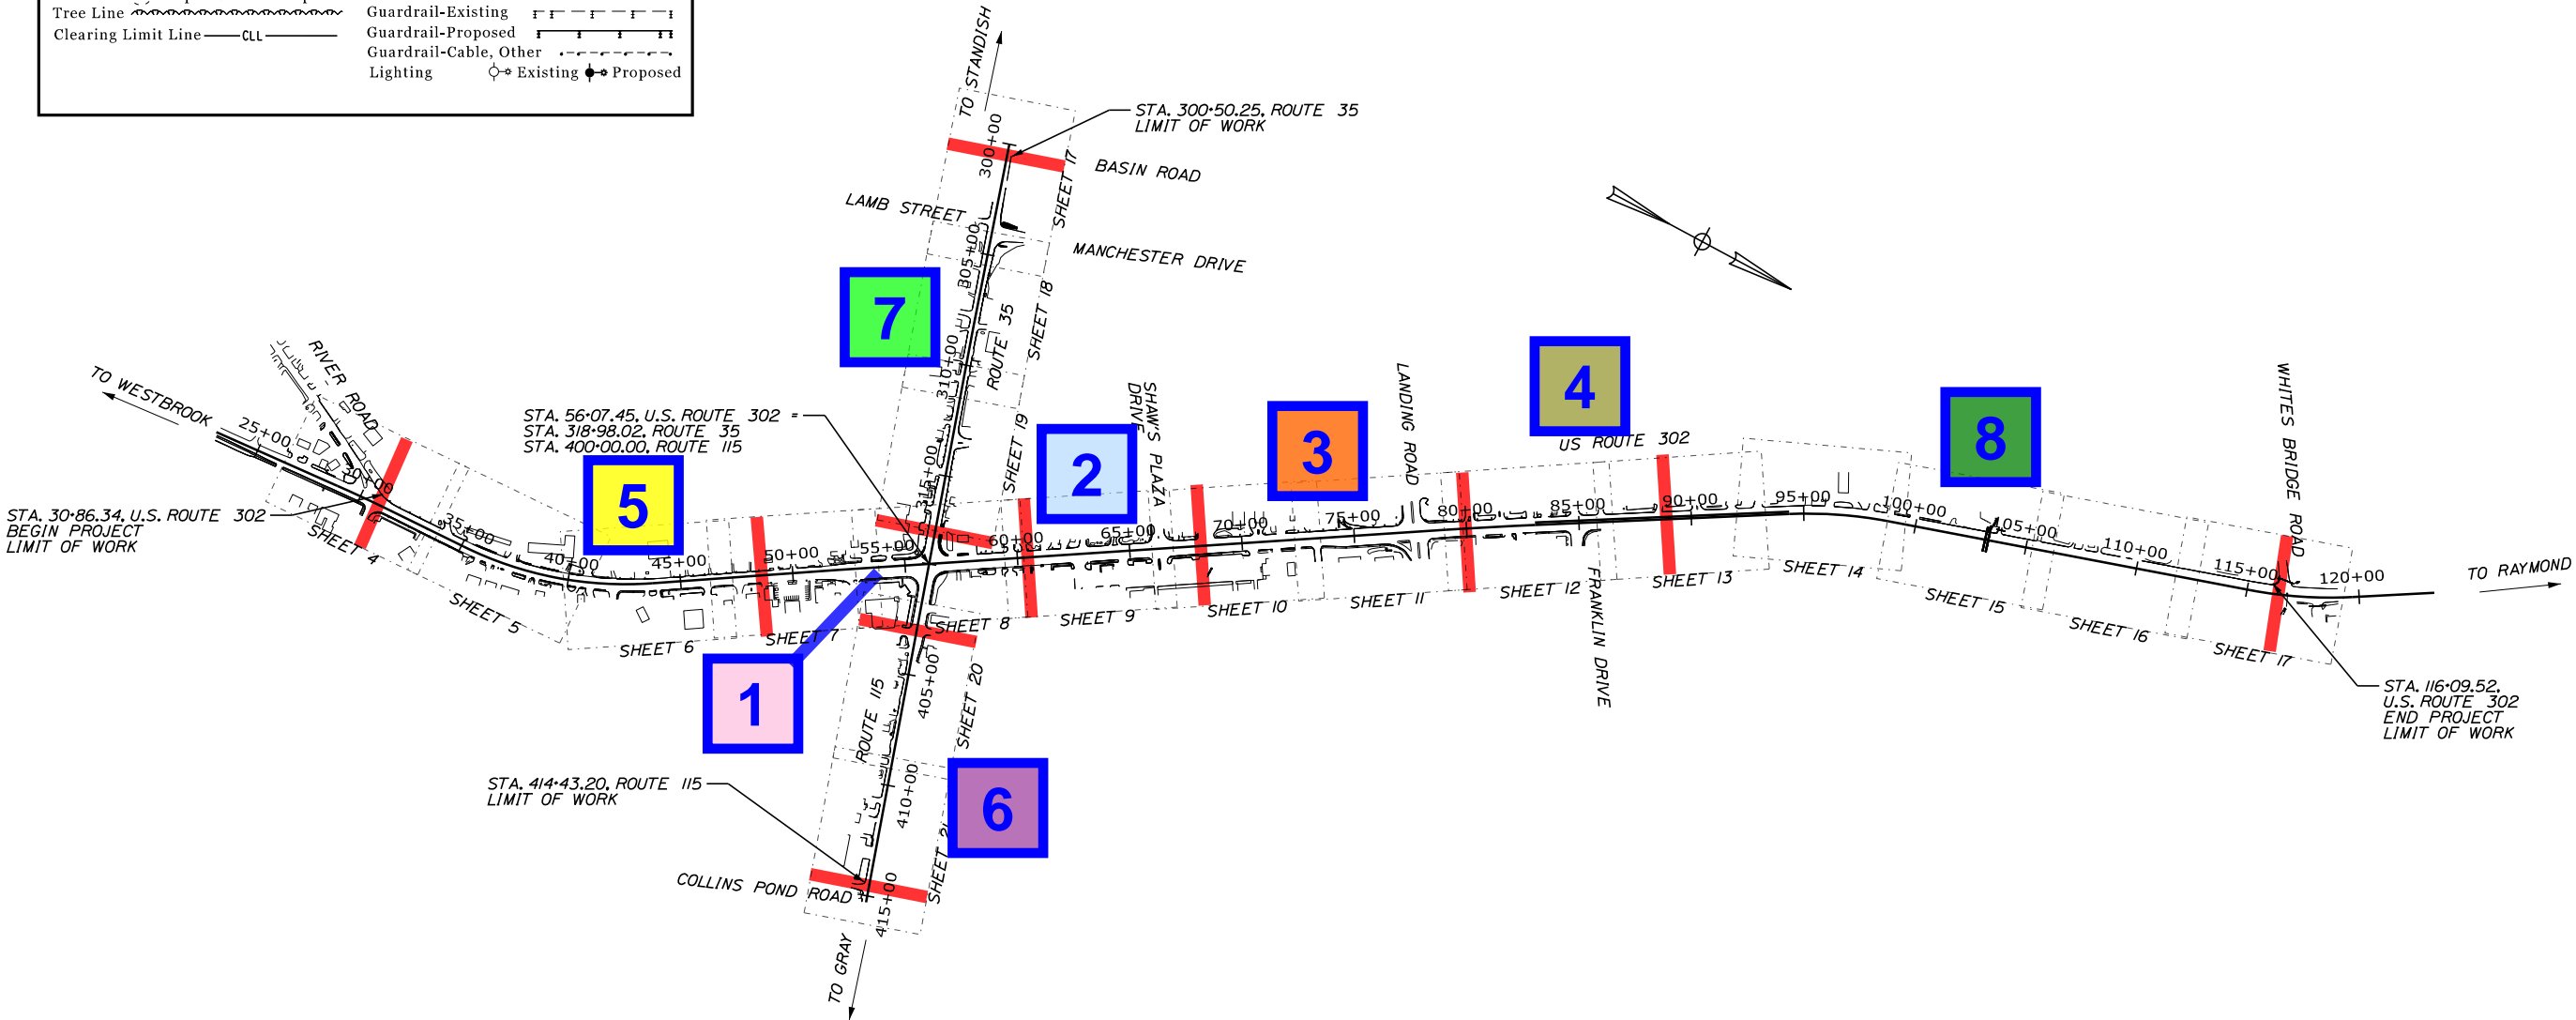 Tree Line
Clearing Limit Line
CLL
Guardrail-Existing
Guardrail-Proposed
Guardrail-Cable, Other
Lighting
Existing
Proposed
TO STANDISH
STA. 300+50.25, ROUTE 35
LIMIT OF WORK
300+00
SHEET 17
BASIN ROAD
LAMB STREET
MANCHESTER DRIVE
305+00
7
SHEET 18
ROUTE 35
310+00
SHEET 19
315+00
TO WESTBROOK
RIVER ROAD
25+00
30+00
STA. 56+07.45, U.S. ROUTE 302 =
STA. 318+98.02, ROUTE 35
STA. 400+00.00, ROUTE 115
STA. 30+86.34, U.S. ROUTE 302
BEGIN PROJECT
LIMIT OF WORK
SHEET 4
35+00
SHEET 5
40+00
5
45+00
SHEET 6
50+00
SHEET 7
55+00
SHEET 8
60+00
2
SHAW'S PLAZA
DRIVE
65+00
SHEET 9
70+00
SHEET 10
3
75+00
SHEET 11
LANDING ROAD
80+00
SHEET 12
4
US ROUTE 302
85+00
FRANKLIN DRIVE
90+00
SHEET 13
95+00
SHEET 14
100+00
8
SHEET 15
105+00
SHEET 16
110+00
SHEET 17
115+00
WHITES BRIDGE ROAD
120+00
TO RAYMOND
STA. 116+09.52,
U.S. ROUTE 302
END PROJECT
LIMIT OF WORK
1
405+00
ROUTE 115
SHEET 20
STA. 414+43.20, ROUTE 115
LIMIT OF WORK
410+00
6
SHEET 21
COLLINS POND ROAD
415+00
TO GRAY